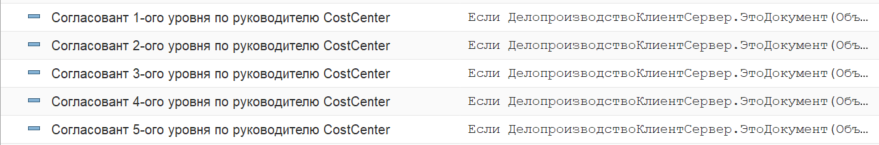 Согласовант 1-ого уровня по руководителю CostCenter Если ДелопроизводствоКлиентСервер.ЭтоДокумент(Объ…
Согласовант 2-ого уровня по руководителю CostCenter Если ДелопроизводствоКлиентСервер.ЭтоДокумент(Объ…
Согласовант 3-ого уровня по руководителю CostCenter Если ДелопроизводствоКлиентСервер.ЭтоДокумент(Объ…
Согласовант 4-ого уровня по руководителю CostCenter Если ДелопроизводствоКлиентСервер.ЭтоДокумент(Объ…
Согласовант 5-ого уровня по руководителю CostCenter Если ДелопроизводствоКлиентСервер.ЭтоДокумент(Объ…